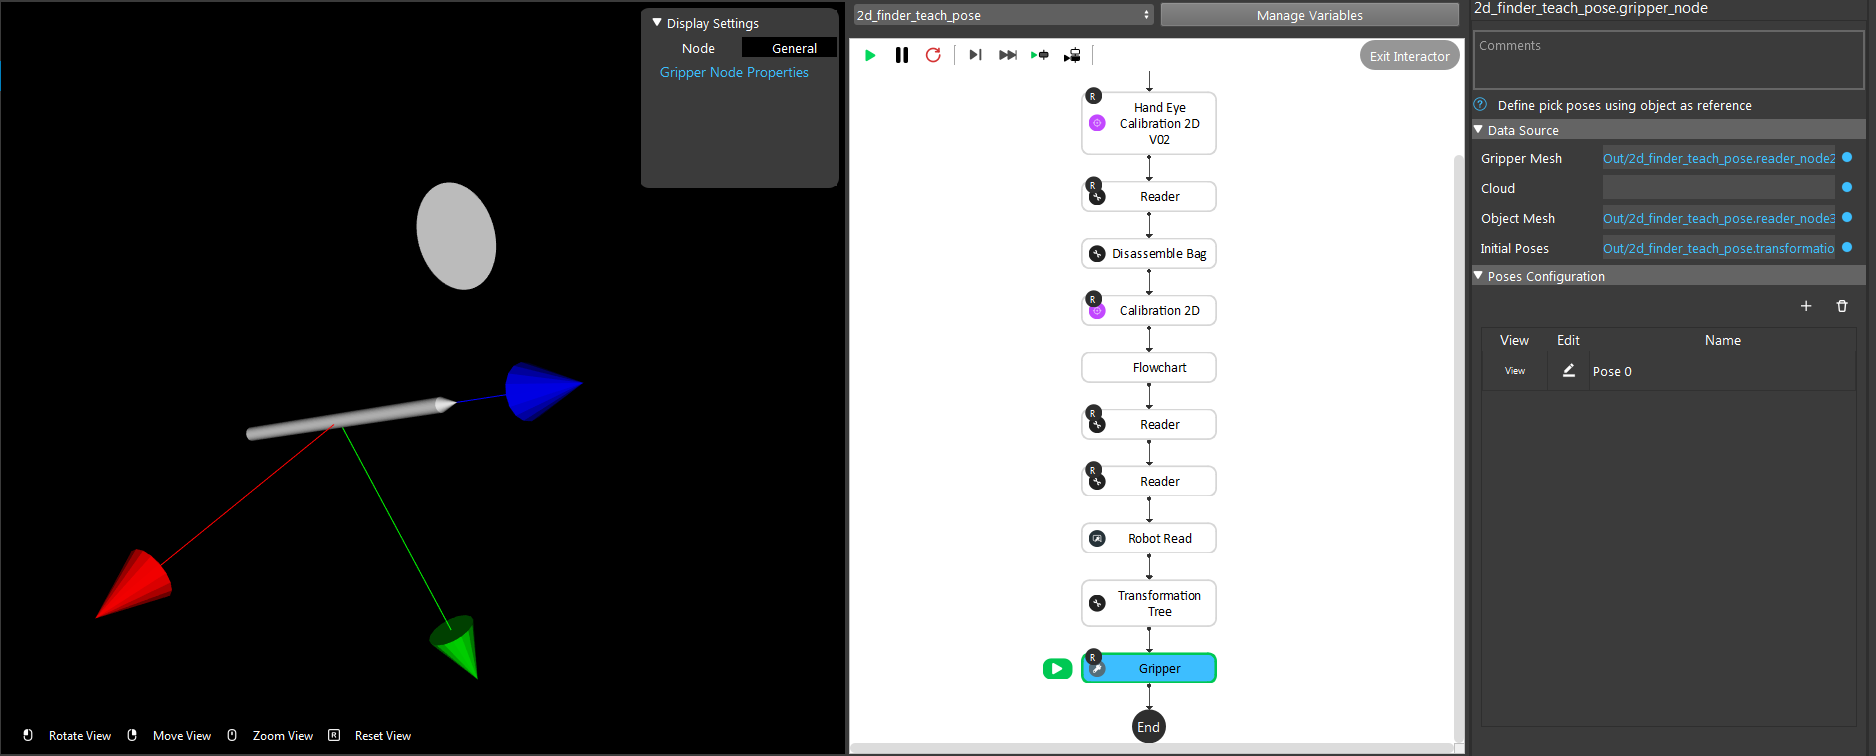 Display Settings
Node
General
Gripper Node Properties
Rotate View
Move View
Zoom View
R
Reset View
2d_finder_teach_pose
Manage Variables
Exit Interactor
R
Hand Eye
Calibration 2D
V02
R
Reader
Disassemble Bag
R
Calibration 2D
Flowchart
R
Reader
R
Reader
Robot Read
Transformation
Tree
R
Gripper
End
2d_finder_teach_pose.gripper_node
Comments
? Define pick poses using object as reference
Data Source
Gripper Mesh Out/2d_finder_teach_pose.reader_node2
Cloud
Object Mesh Out/2d_finder_teach_pose.reader_node3
Initial Poses Out/2d_finder_teach_pose.transformatio
Poses Configuration
+
View Edit Name
View Pose 0